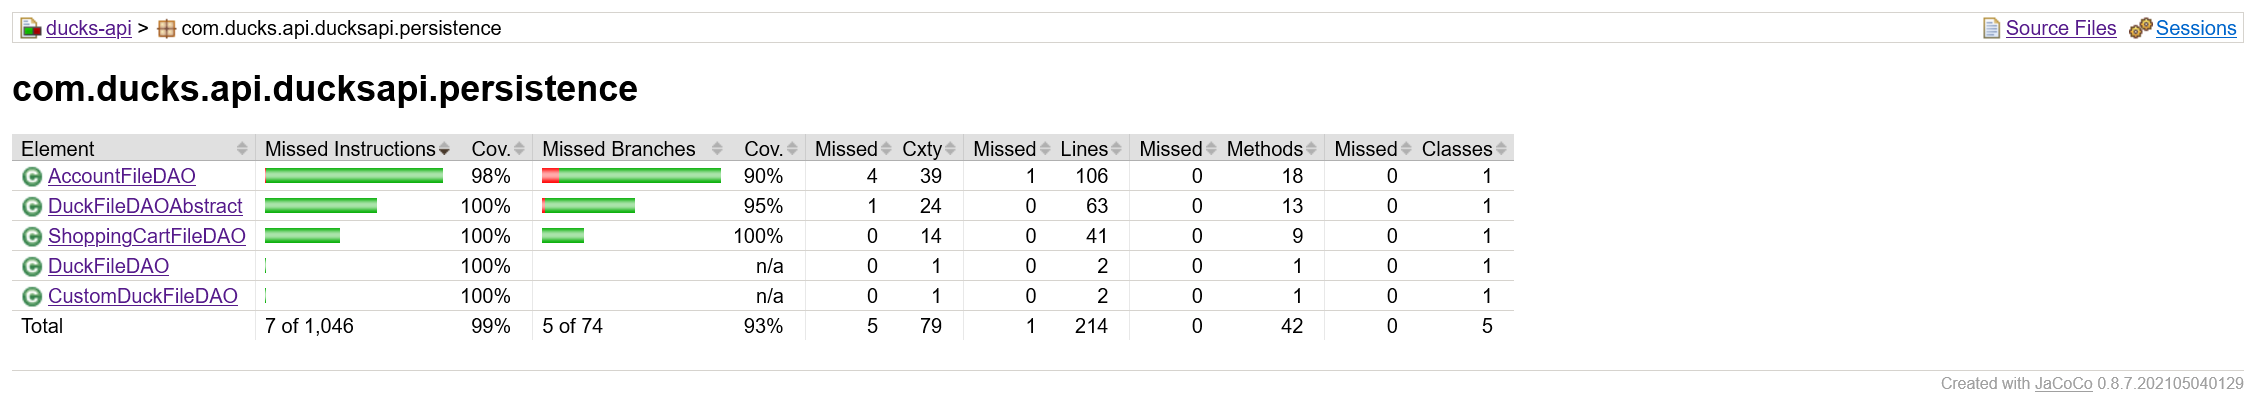 ducks-api > com.ducks.api.ducksapi.persistence Source Files Sessions
com.ducks.api.ducksapi.persistence
Element Missed Instructions Cov. Missed Branches Cov. Missed Cxty Missed Lines Missed Methods Missed Classes
AccountFileDAO 98% 90% 4 39 1 106 0 18 0 1
DuckFileDAOAbstract 100% 95% 1 24 0 63 0 13 0 1
ShoppingCartFileDAO 100% 100% 0 14 0 41 0 9 0 1
DuckFileDAO 100% n/a 0 1 0 2 0 1 0 1
CustomDuckFileDAO 100% n/a 0 1 0 2 0 1 0 1
Total 7 of 1,046 99% 5 of 74 93% 5 79 1 214 0 42 0 5
Created with JaCoCo 0.8.7.202105040129